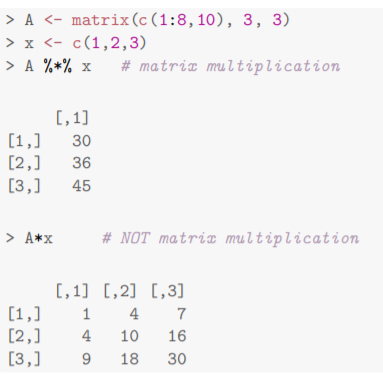 > A <- matrix(c(1:8,10), 3, 3)
> x <- c(1,2,3)
> A %*% x   # matrix multiplication
     [,1]
[1,]   30
[2,]   36
[3,]   45
> A*x     # NOT matrix multiplication
     [,1] [,2] [,3]
[1,]    1    4    7
[2,]    4   10   16
[3,]    9   18   30